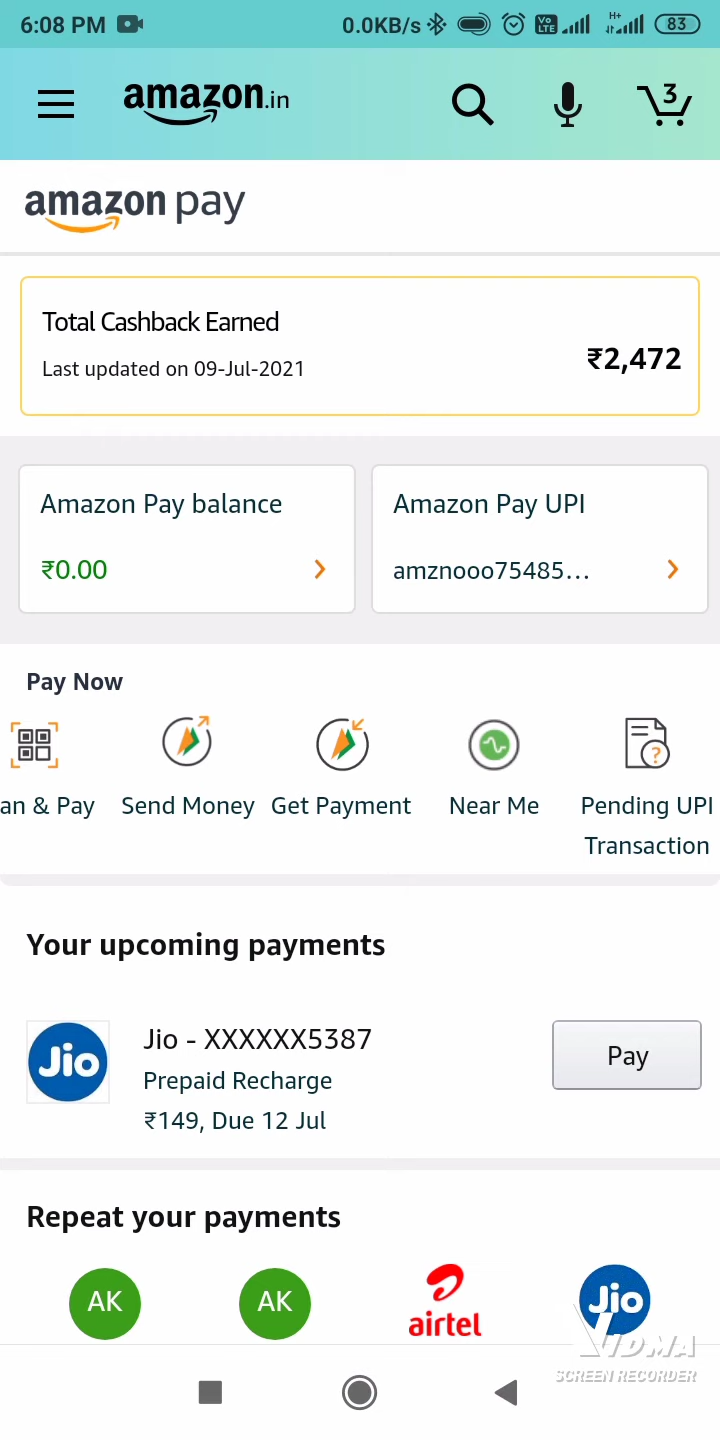 6:08 PM 0.0KB/s Vo LTE H+ 83
amazon.in 3
amazon pay
Total Cashback Earned
Last updated on 09-Jul-2021
₹2,472
Amazon Pay balance
₹0.00
Amazon Pay UPI
amznooo75485...
Pay Now
an & Pay
Send Money
Get Payment
Near Me
Pending UPI
Transaction
Your upcoming payments
Jio
Jio - XXXXXX5387
Prepaid Recharge
₹149, Due 12 Jul
Pay
Repeat your payments
AK
AK
airtel
Jio
VIDMA
SCREEN RECORDER